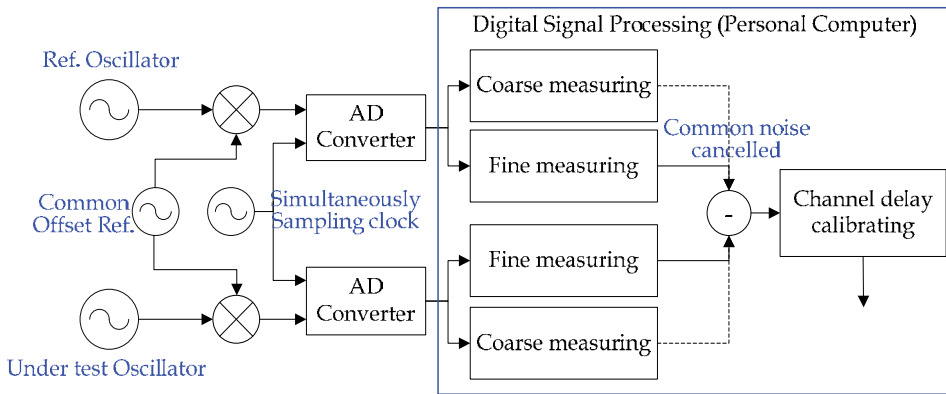 Digital Signal Processing (Personal Computer)
Ref. Oscillator
Coarse measuring
AD
Converter
Common noise
cancelled
Fine measuring
Common
Offset Ref.
Simultaneously
Sampling clock
-
Channel delay
calibrating
Fine measuring
AD
Converter
Coarse measuring
Under test Oscillator